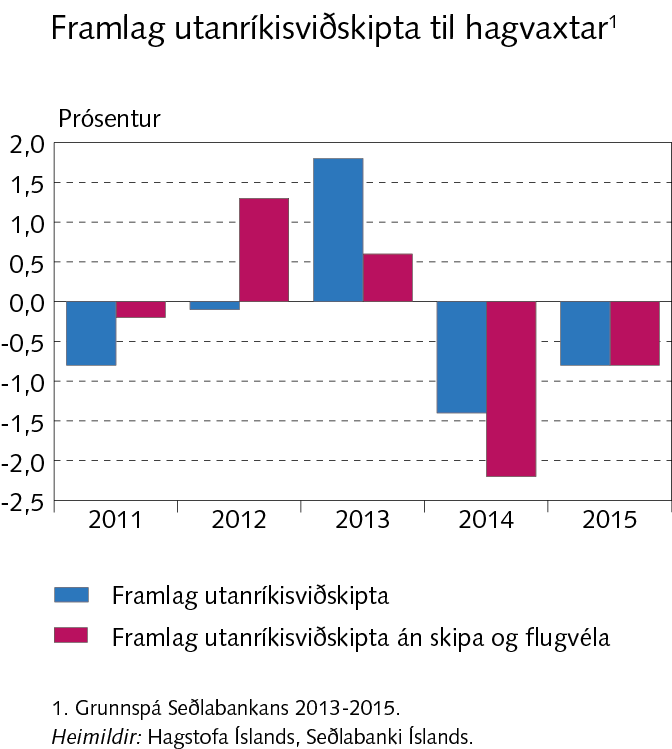 Framlag utanríkisviðskipta til hagvaxtar¹
Prósentur
2,0
1,5
1,0
0,5
0,0
-0,5
-1,0
-1,5
-2,0
-2,5
2011 2012 2013 2014 2015
Framlag utanríkisviðskipta
Framlag utanríkisviðskipta án skipa og flugvéla
1. Grunnspá Seðlabankans 2013-2015.
Heimildir: Hagstofa Íslands, Seðlabanki Íslands.